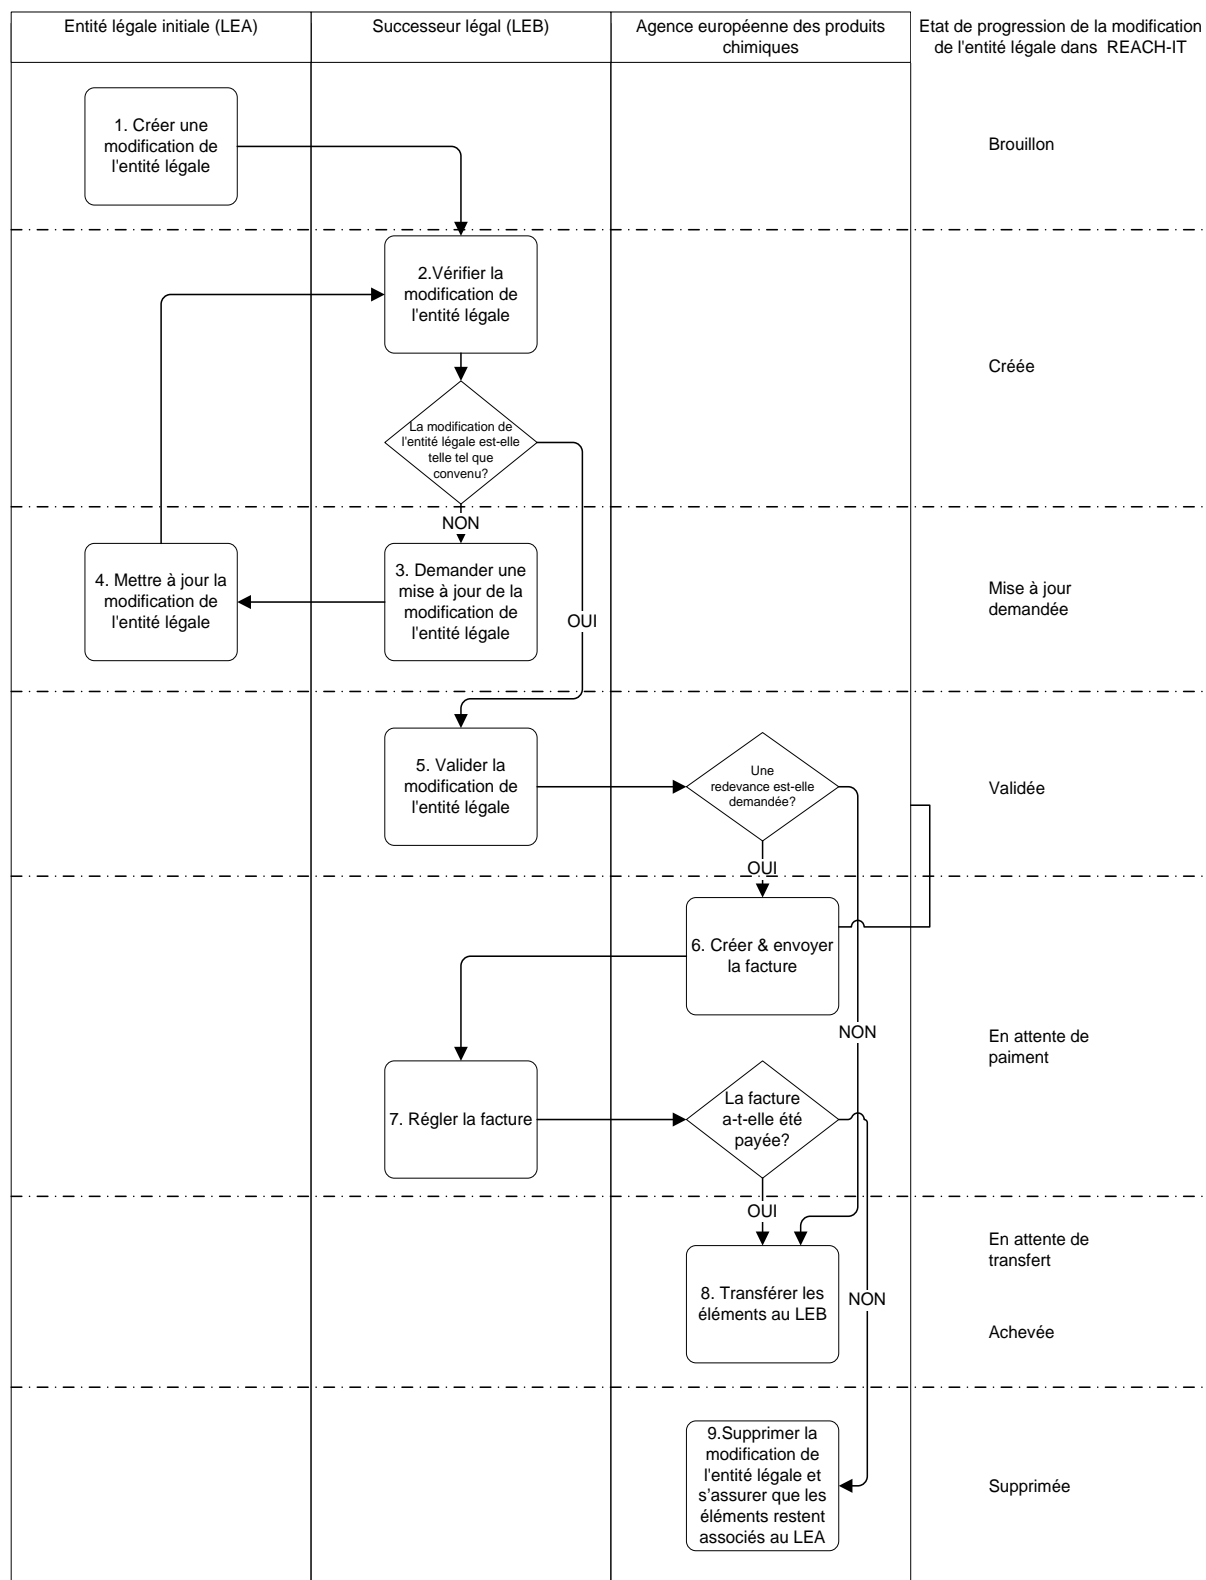 Entité légale initiale (LEA)
Successeur légal (LEB)
Agence européenne des produits
chimiques
Etat de progression de la modification
de l'entité légale dans REACH-IT
1. Créer une
modification de
l'entité légale
Brouillon
2.Vérifier la
modification de
l'entité légale
Créée
La modification de
l'entité légale est-elle
telle tel que
convenu?
NON
4. Mettre à jour la
modification de
l'entité légale
3. Demander une
mise à jour de la
modification de
l'entité légale
OUI
Mise à jour
demandée
5. Valider la
modification de
l'entité légale
Une
redevance est-elle
demandée?
Validée
OUI
6. Créer & envoyer
la facture
NON
En attente de
paiment
7. Régler la facture
La facture
a-t-elle été
payée?
OUI
En attente de
transfert
8. Transférer les
éléments au LEB
NON
Achevée
9.Supprimer la
modification de
l'entité légale et
s’assurer que les
éléments restent
associés au LEA
Supprimée